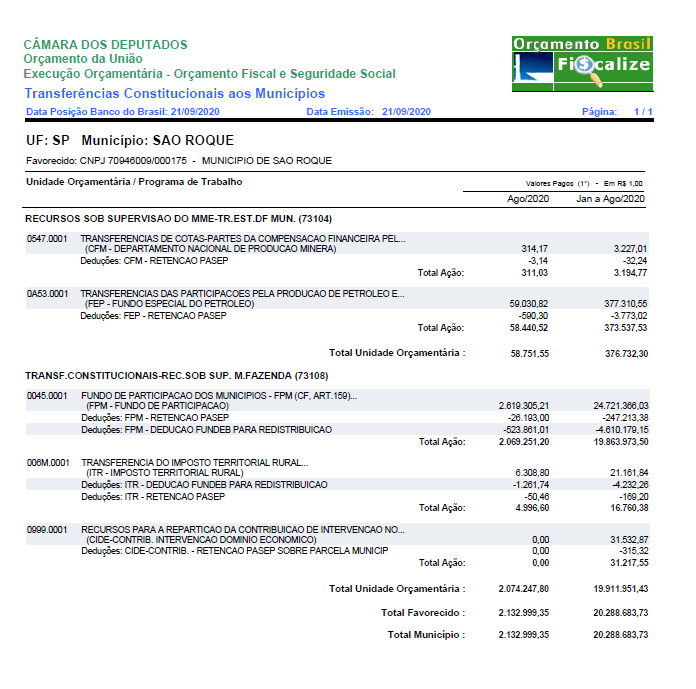 CÂMARA DOS DEPUTADOS
Orçamento da União
Execução Orçamentária - Orçamento Fiscal e Seguridade Social
Orçamento Brasil
Fi$calize
Transferências Constitucionais aos Municípios
Data Posição Banco do Brasil: 21/09/2020 Data Emissão: 21/09/2020 Página: 1 / 1
UF: SP Município: SAO ROQUE
Favorecido: CNPJ 70946009/000175 - MUNICIPIO DE SAO ROQUE
Unidade Orçamentária / Programa de Trabalho Valores Pagos (1*) - Em R$ 1,00
Ago/2020 Jan a Ago/2020
RECURSOS SOB SUPERVISAO DO MME-TR.EST.DF MUN. (73104)
0547.0001 TRANSFERENCIAS DE COTAS-PARTES DA COMPENSACAO FINANCEIRA PEL...
(CFM - DEPARTAMENTO NACIONAL DE PRODUCAO MINERA) 314,17 3.227,01
Deduções: CFM - RETENCAO PASEP -3,14 -32,24
Total Ação: 311,03 3.194,77
0A53.0001 TRANSFERENCIAS DAS PARTICIPACOES PELA PRODUCAO DE PETROLEO E...
(FEP - FUNDO ESPECIAL DO PETROLEO) 59.030,82 377.310,55
Deduções: FEP - RETENCAO PASEP -590,30 -3.773,02
Total Ação: 58.440,52 373.537,53
Total Unidade Orçamentária : 58.751,55 376.732,30
TRANSF.CONSTITUCIONAIS-REC.SOB SUP. M.FAZENDA (73108)
0045.0001 FUNDO DE PARTICIPACAO DOS MUNICIPIOS - FPM (CF, ART.159)...
(FPM - FUNDO DE PARTICIPACAO) 2.619.305,21 24.721.366,03
Deduções: FPM - RETENCAO PASEP -26.193,00 -247.213,38
Deduções: FPM - DEDUCAO FUNDEB PARA REDISTRIBUICAO -523.861,01 -4.610.179,15
Total Ação: 2.069.251,20 19.863.973,50
006M.0001 TRANSFERENCIA DO IMPOSTO TERRITORIAL RURAL...
(ITR - IMPOSTO TERRITORIAL RURAL) 6.308,80 21.161,84
Deduções: ITR - DEDUCAO FUNDEB PARA REDISTRIBUICAO -1.261,74 -4.232,26
Deduções: ITR - RETENCAO PASEP -50,46 -169,20
Total Ação: 4.996,60 16.760,38
0999.0001 RECURSOS PARA A REPARTICAO DA CONTRIBUICAO DE INTERVENCAO NO...
(CIDE-CONTRIB. INTERVENCAO DOMINIO ECONOMICO) 0,00 31.532,87
Deduções: CIDE-CONTRIB. - RETENCAO PASEP SOBRE PARCELA MUNICIP 0,00 -315,32
Total Ação: 0,00 31.217,55
Total Unidade Orçamentária : 2.074.247,80 19.911.951,43
Total Favorecido : 2.132.999,35 20.288.683,73
Total Município : 2.132.999,35 20.288.683,73